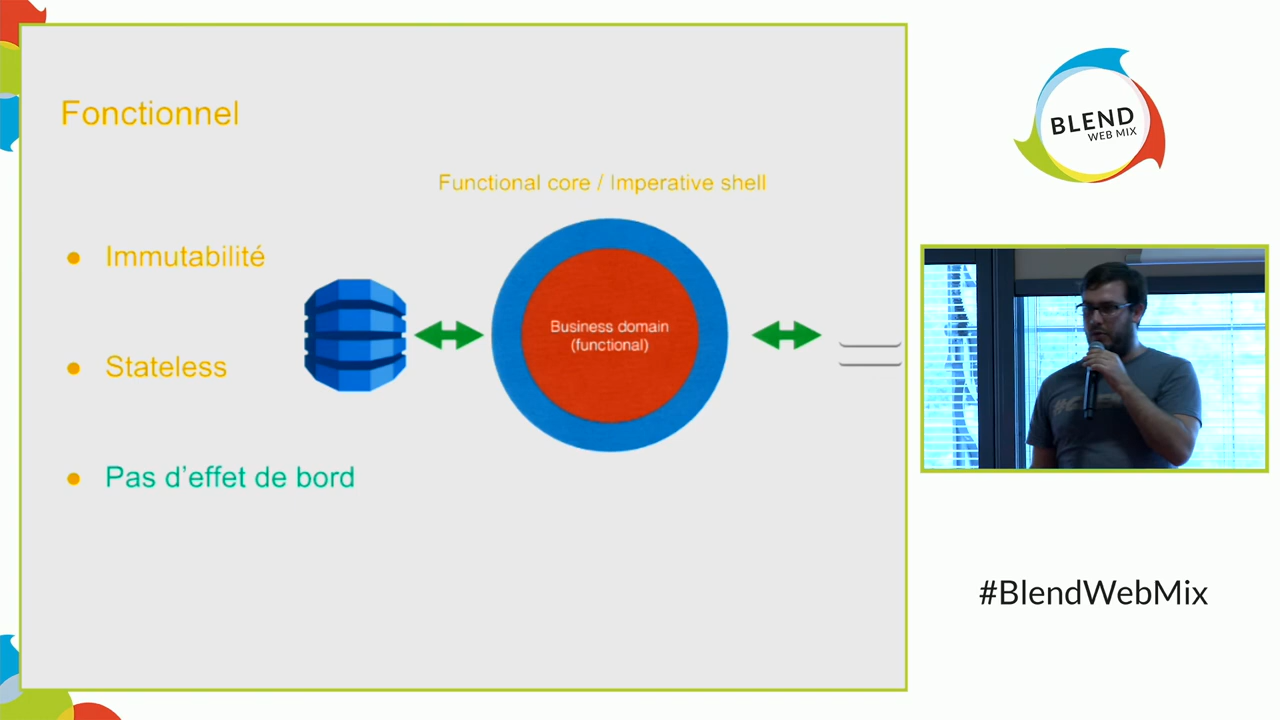 Fonctionnel
Functional core / Imperative shell
Immutabilité
Stateless
Pas d'effet de bord
Business domain
(functional)
BLEND
WEB MIX
#BlendWebMix